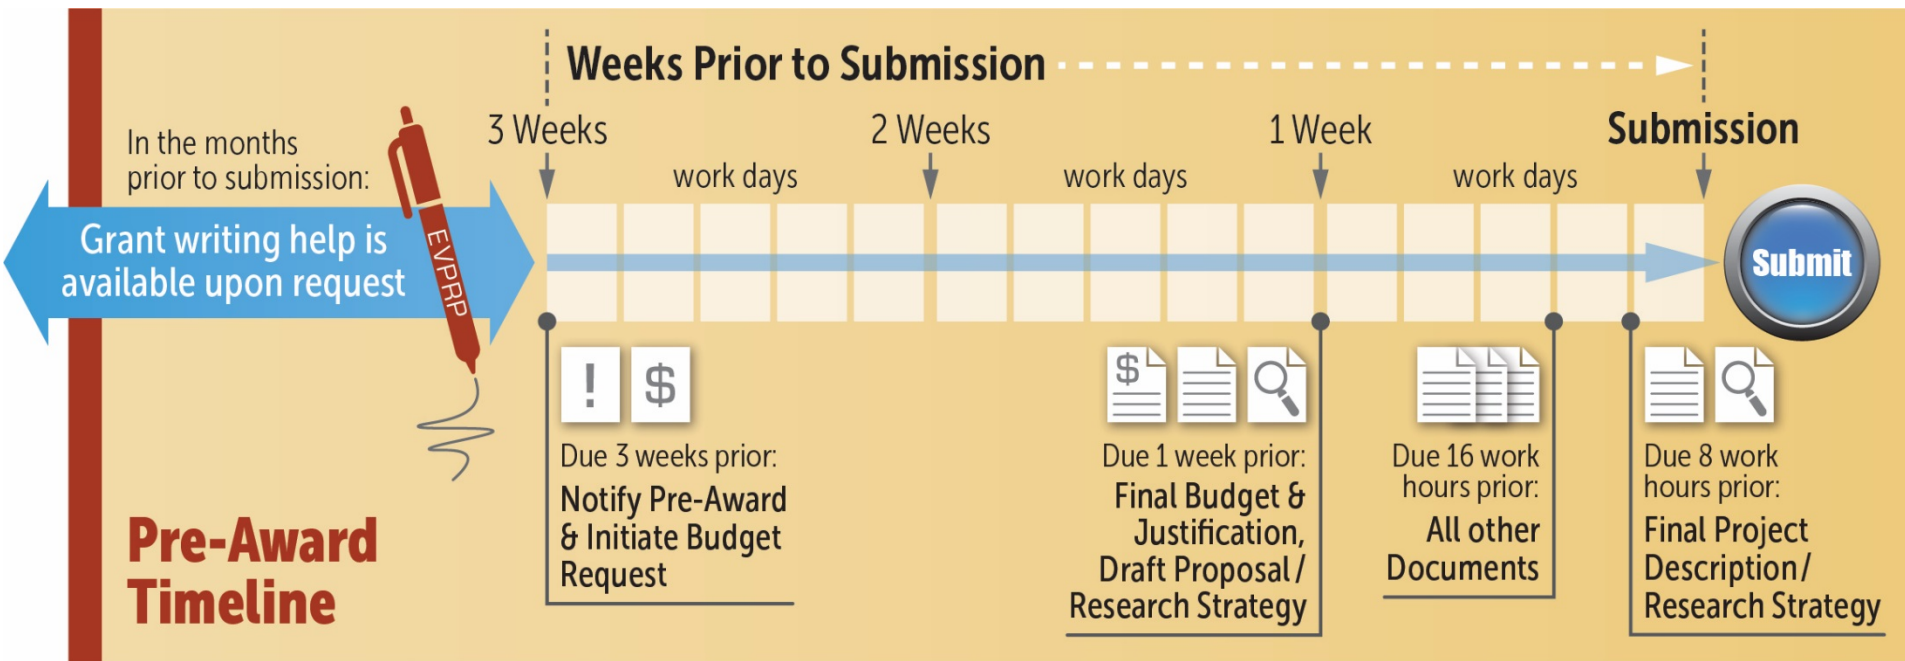 Weeks Prior to Submission
3 Weeks
2 Weeks
1 Week
Submission
work days
work days
work days
In the months
prior to submission:
Grant writing help is
available upon request
EVPRP
Submit
!
$
Due 3 weeks prior:
Notify Pre-Award
& Initiate Budget
Request
$
Due 1 week prior:
Final Budget &
Justification,
Draft Proposal/
Research Strategy
Due 16 work
hours prior:
All other
Documents
Due 8 work
hours prior:
Final Project
Description/
Research Strategy
Pre-Award
Timeline